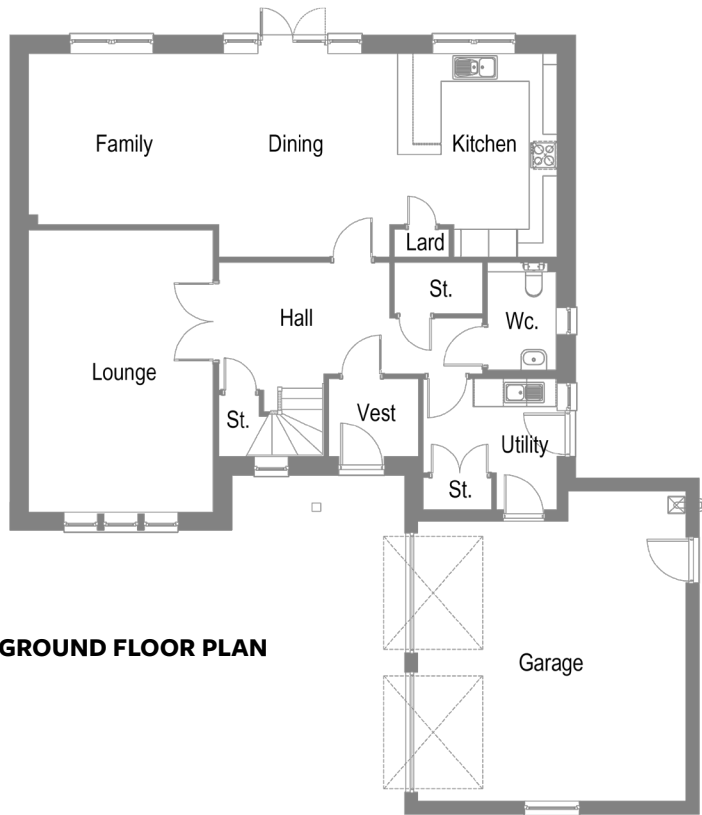 Family
Dining
Kitchen
Lard
St.
Hall
Wc.
Lounge
St.
Vest
Utility
St.
GROUND FLOOR PLAN
Garage